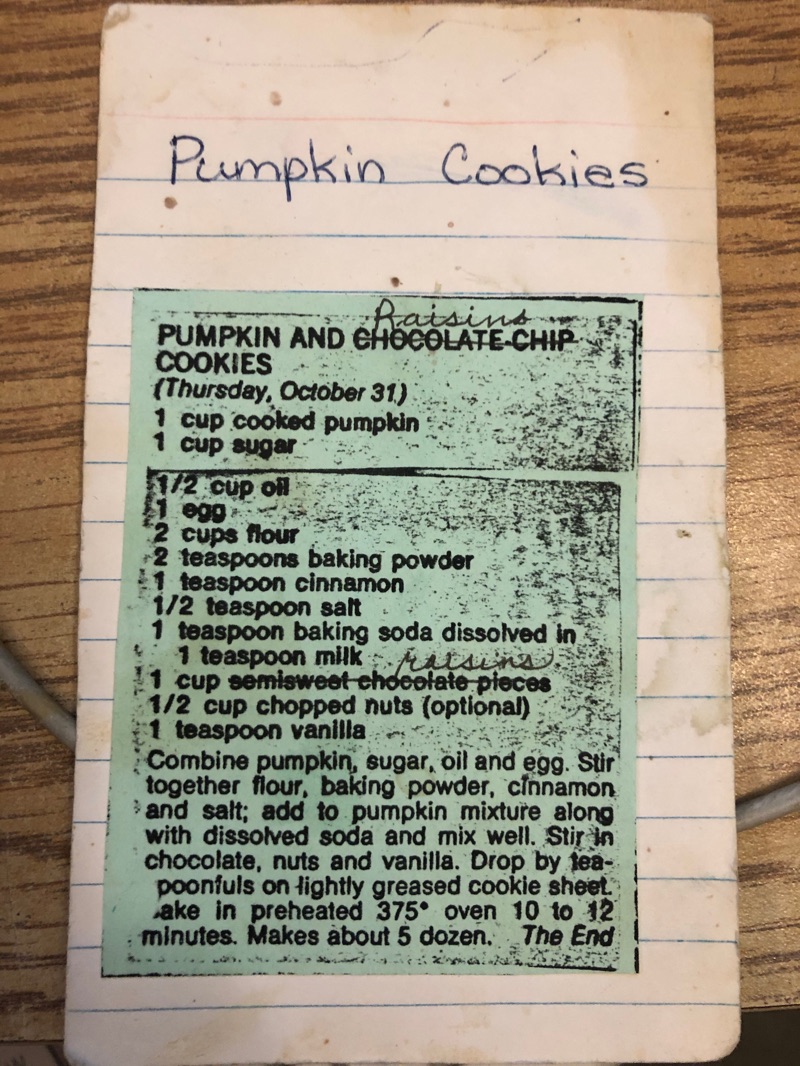 Pumpkin Cookies
Raisins
PUMPKIN AND CHOCOLATE CHIP
COOKIES
(Thursday, October 31)
1 cup cooked pumpkin
1 cup sugar
1/2 cup oil
1 egg
2 cups flour
2 teaspoons baking powder
1 teaspoon cinnamon
1/2 teaspoon salt
1 teaspoon baking soda dissolved in
1 teaspoon milk raisins
1 cup semisweet chocolate pieces
1/2 cup chopped nuts (optional)
1 teaspoon vanilla
Combine pumpkin, sugar, oil and egg. Stir
together flour, baking powder, cinnamon
and salt; add to pumpkin mixture along
with dissolved soda and mix well. Stir in
chocolate, nuts and vanilla. Drop by tea-
poonfuls on lightly greased cookie sheet.
ake in preheated 375° oven 10 to 12
minutes. Makes about 5 dozen. The End